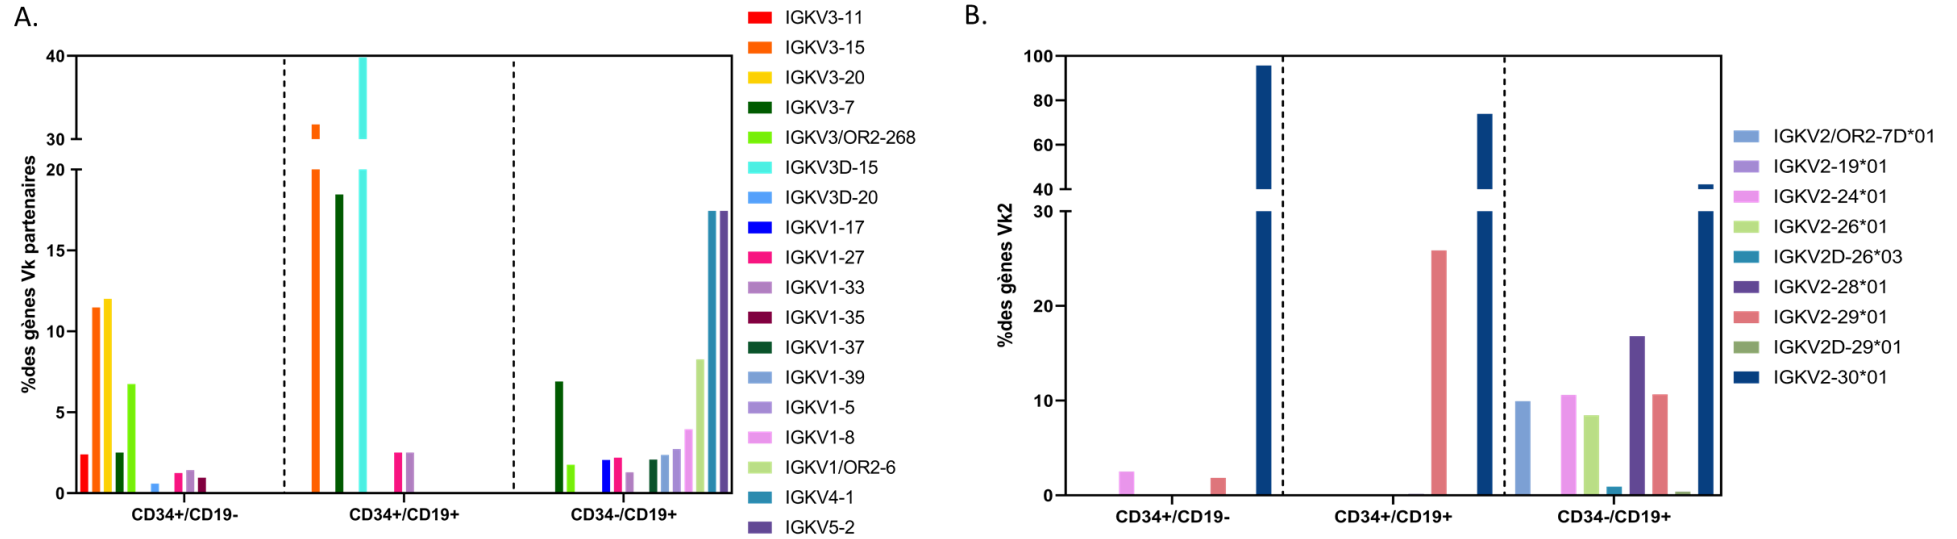 A.
%des gènes Vk partenaires
40
30
20
15
10
5
0
CD34+/CD19-
CD34+/CD19+
CD34-/CD19+
IGKV3-11
IGKV3-15
IGKV3-20
IGKV3-7
IGKV3/OR2-268
IGKV3D-15
IGKV3D-20
IGKV1-17
IGKV1-27
IGKV1-33
IGKV1-35
IGKV1-37
IGKV1-39
IGKV1-5
IGKV1-8
IGKV1/OR2-6
IGKV4-1
IGKV5-2
B.
%des gènes Vk2
100
80
60
40
30
20
10
0
CD34+/CD19-
CD34+/CD19+
CD34-/CD19+
IGKV2/OR2-7D*01
IGKV2-19*01
IGKV2-24*01
IGKV2-26*01
IGKV2D-26*03
IGKV2-28*01
IGKV2-29*01
IGKV2D-29*01
IGKV2-30*01